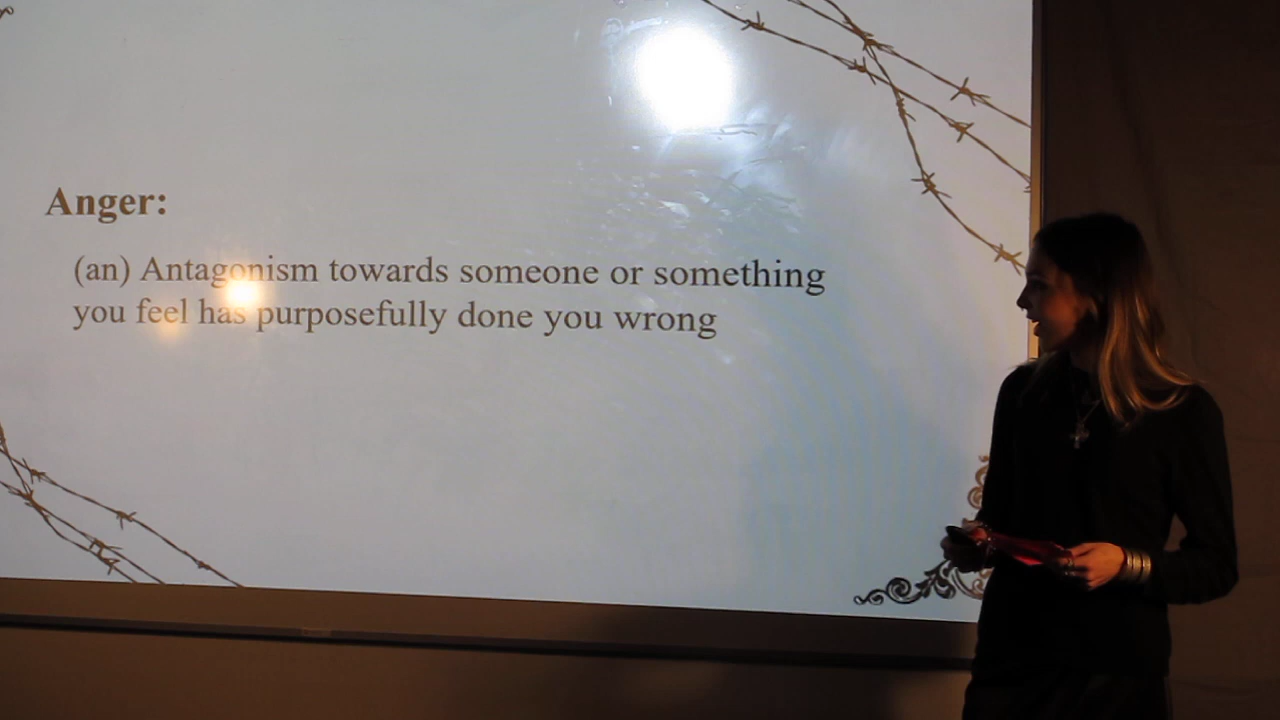 Anger:
(an) Antagonism towards someone or something
you feel has purposefully done you wrong